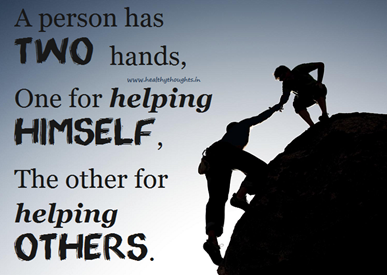 A person has
TWO hands,
www.healthythoughts.in
One for helping
HIMSELF,
The other for
helping
OTHERS.